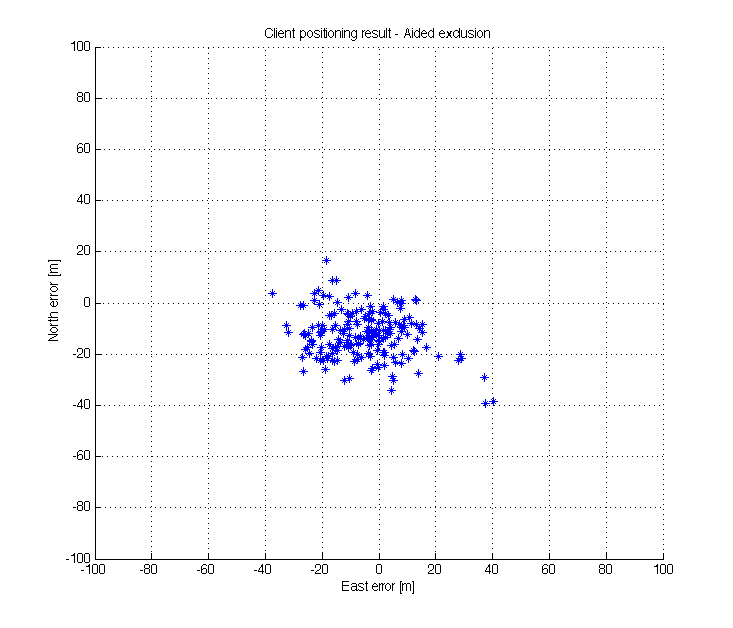 Client positioning result - Aided exclusion
100
80
60
40
20
0
-20
-40
-60
-80
-100
North error [m]
-100 -80 -60 -40 -20 0 20 40 60 80 100
East error [m]